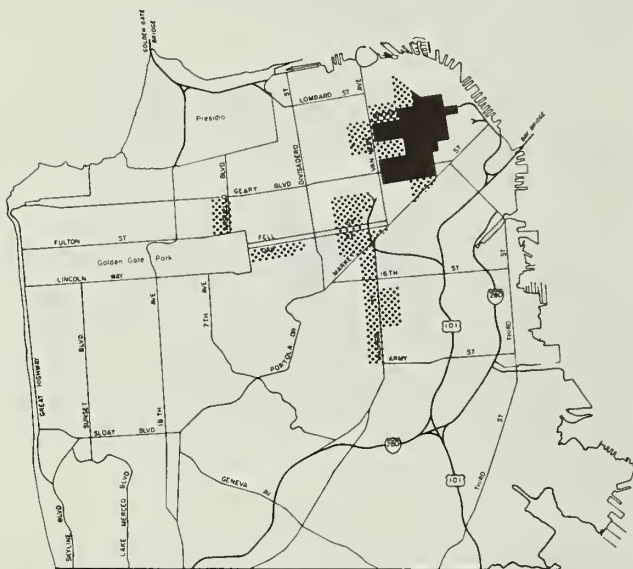 GOLDEN GATE
BRIDGE
LOMBARD ST
ST
AVE
Presidio
DIVISADERO
VAN
BAY BRIDGE
ST
BLVD
GEARY BLVD
FULTON ST
FELL
Golden Gate Park
MARKET
LINCOLN WAY
16TH ST
ST
280
7TH AVE
AVE
PORTOLA DR
101
THIRD
GREAT HIGHWAY
SUNSET BLVD
19TH
ARMY ST
SLOAT BLVD
280
ST
THIRD
101
GENEVA AV
SKYLINE BLVD
LAKE MERCED BLVD